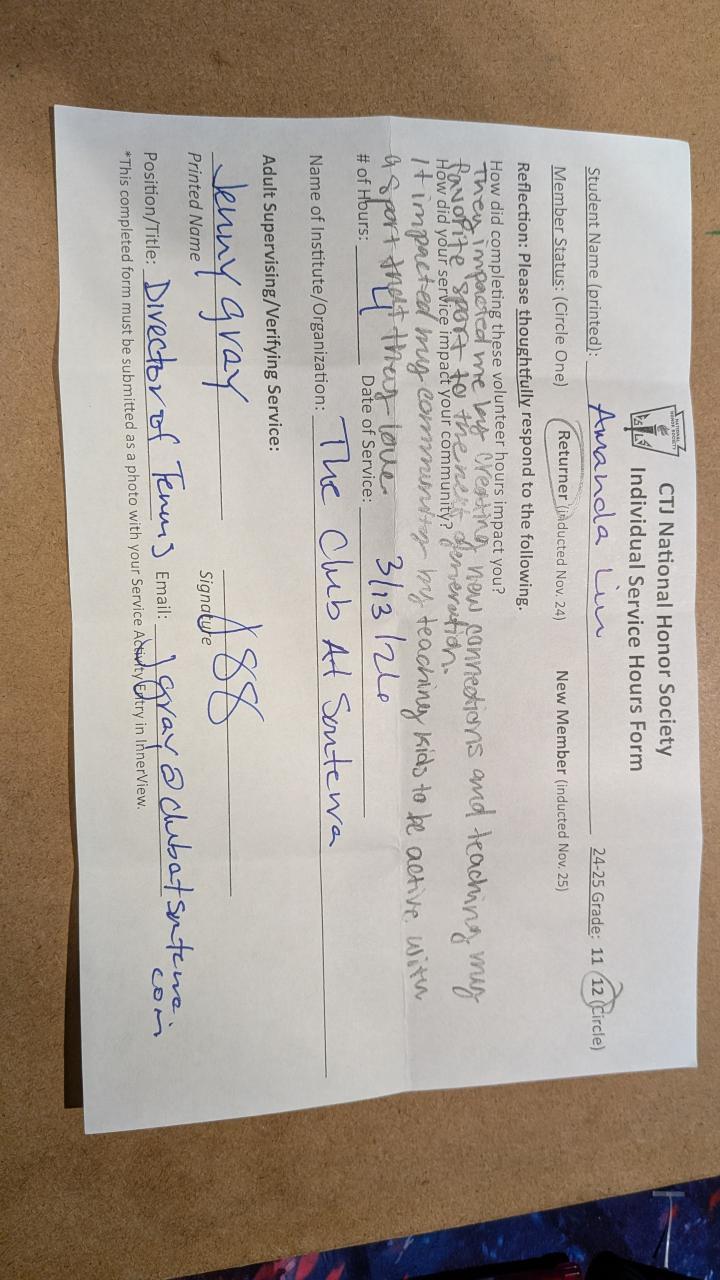 CTJ National Honor Society
Individual Service Hours Form
Student Name (printed): Amanda Liu 24-25 Grade: 11 12 (Circle)
Member Status: (Circle One) Returner (inducted Nov. 24) New Member (inducted Nov. 25)
Reflection: Please thoughtfully respond to the following.
How did completing these volunteer hours impact you?
They impacted me by creating new connections and teaching my
favorite sport to the next generation.
How did your service impact your community?
It impacted my community by teaching kids to be active with
a sport that they love.
# of Hours: 4 Date of Service: 3/13/26
Name of Institute/Organization: The Club At Sonterra
Adult Supervising/Verifying Service:
Jenny gray
Printed Name Signature
Position/Title: Director of Tennis Email: jgray@clubatsonterra.
com
*This completed form must be submitted as a photo with your Service Activity Entry in InnerView.